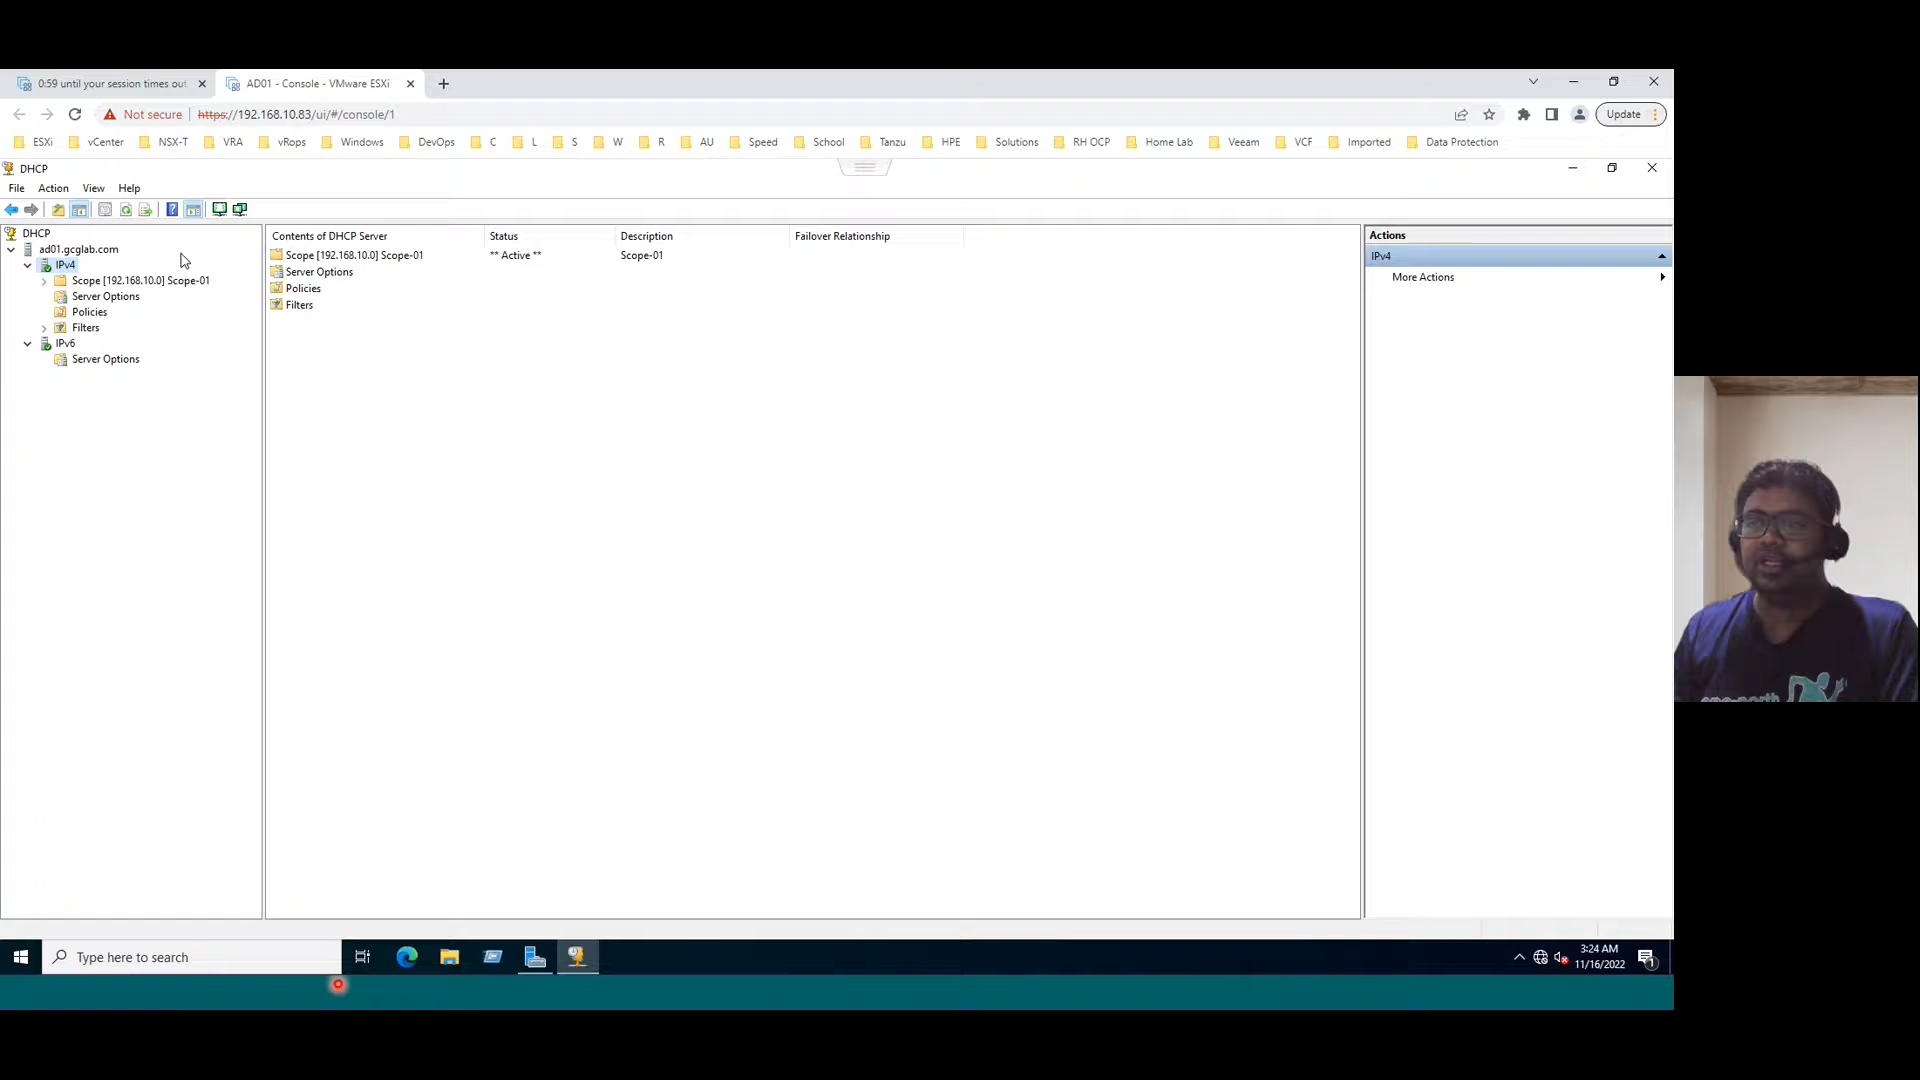 0:59 until your session times out
AD01 - Console - VMware ESXi
Not secure https://192.168.10.83/ui/#/console/1
Update
ESXi vCenter NSX-T VRA vRops Windows DevOps C L S W R AU Speed School Tanzu HPE Solutions RH OCP Home Lab Veeam VCF Imported Data Protection
DHCP
File Action View Help
DHCP
ad01.gcglab.com
IPv4
Scope [192.168.10.0] Scope-01
Server Options
Policies
Filters
IPv6
Server Options
Contents of DHCP Server Status Description Failover Relationship
Scope [192.168.10.0] Scope-01 ** Active ** Scope-01
Server Options
Policies
Filters
Actions
IPv4
More Actions
Type here to search
3:24 AM
11/16/2022
1